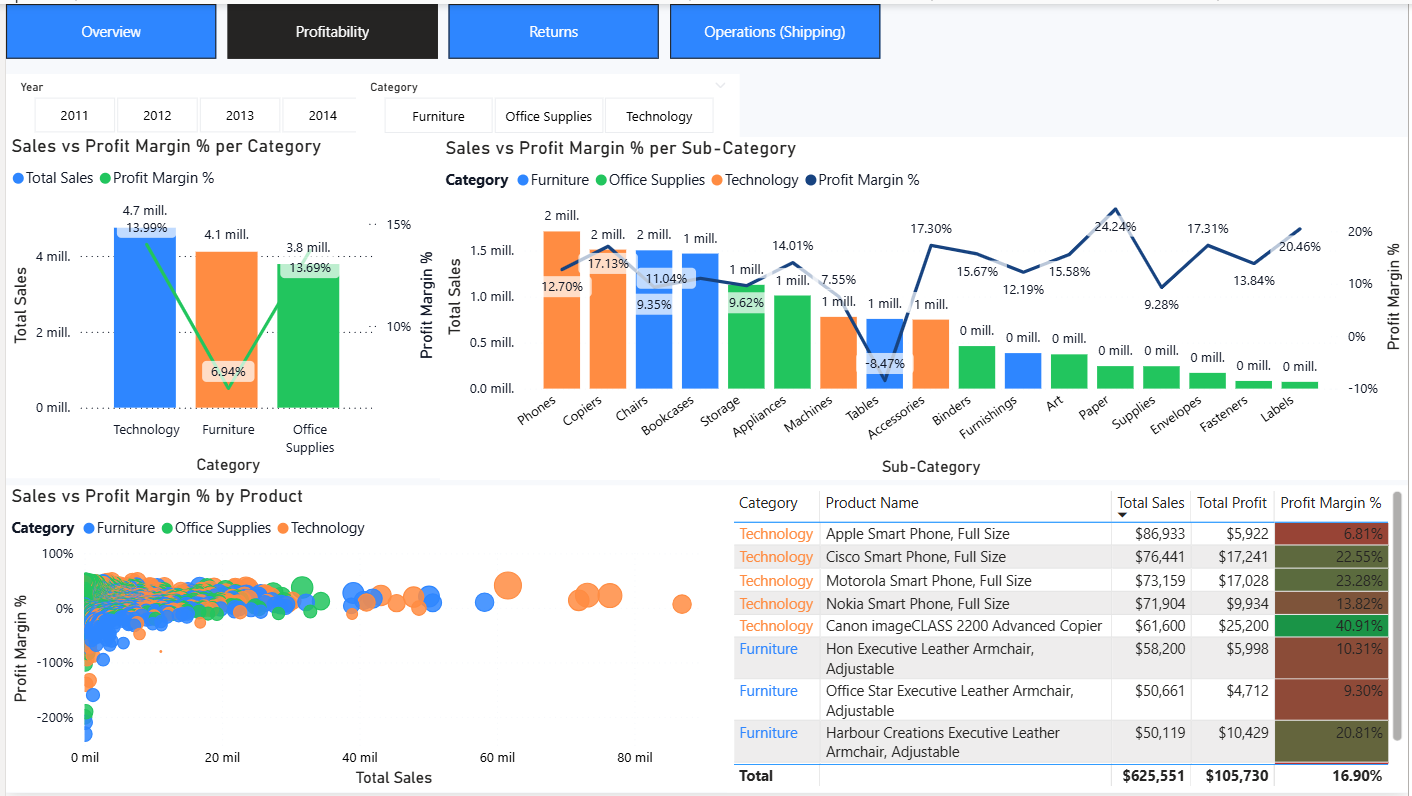 Overview
Profitability
Returns
Operations (Shipping)
Year
2011
2012
2013
2014
Category
Furniture
Office Supplies
Technology
Sales vs Profit Margin % per Category
Total Sales Profit Margin %
4.7 mill.
13.99%
4.1 mill.
6.94%
3.8 mill.
13.69%
15%
10%
4 mill.
2 mill.
0 mill.
Total Sales
Profit Margin %
Technology
Furniture
Office
Supplies
Category
Sales vs Profit Margin % per Sub-Category
Category Furniture Office Supplies Technology Profit Margin %
2 mill.
2 mill.
2 mill.
1 mill.
1 mill.
1 mill.
1 mill.
1 mill.
1 mill.
0 mill.
0 mill.
0 mill.
0 mill.
0 mill.
0 mill.
0 mill.
0 mill.
12.70%
17.13%
9.35%
11.04%
9.62%
14.01%
7.55%
-8.47%
17.30%
15.67%
12.19%
15.58%
24.24%
9.28%
17.31%
13.84%
20.46%
1.5 mill.
1.0 mill.
0.5 mill.
0.0 mill.
Total Sales
20%
10%
0%
-10%
Profit Margin %
Phones
Copiers
Chairs
Bookcases
Storage
Appliances
Machines
Tables
Accessories
Binders
Furnishings
Art
Paper
Supplies
Envelopes
Fasteners
Labels
Sub-Category
Sales vs Profit Margin % by Product
Category Furniture Office Supplies Technology
100%
0%
-100%
-200%
Profit Margin %
0 mil
20 mil
40 mil
60 mil
80 mil
Total Sales
Category Product Name Total Sales Total Profit Profit Margin %
Technology Apple Smart Phone, Full Size $86,933 $5,922 6.81%
Technology Cisco Smart Phone, Full Size $76,441 $17,241 22.55%
Technology Motorola Smart Phone, Full Size $73,159 $17,028 23.28%
Technology Nokia Smart Phone, Full Size $71,904 $9,934 13.82%
Technology Canon imageCLASS 2200 Advanced Copier $61,600 $25,200 40.91%
Furniture Hon Executive Leather Armchair, $58,200 $5,998 10.31%
Adjustable
Furniture Office Star Executive Leather Armchair, $50,661 $4,712 9.30%
Adjustable
Furniture Harbour Creations Executive Leather $50,119 $10,429 20.81%
Armchair, Adjustable
Total $625,551 $105,730 16.90%